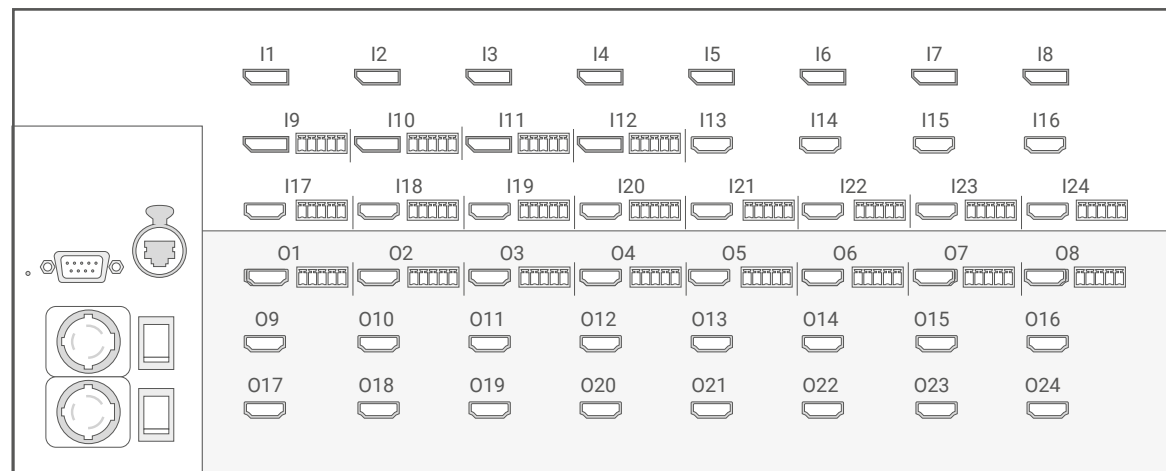 I1 I2 I3 I4 I5 I6 I7 I8
I9 I10 I11 I12 I13 I14 I15 I16
I17 I18 I19 I20 I21 I22 I23 I24
O1 O2 O3 O4 O5 O6 O7 O8
O9 O10 O11 O12 O13 O14 O15 O16
O17 O18 O19 O20 O21 O22 O23 O24